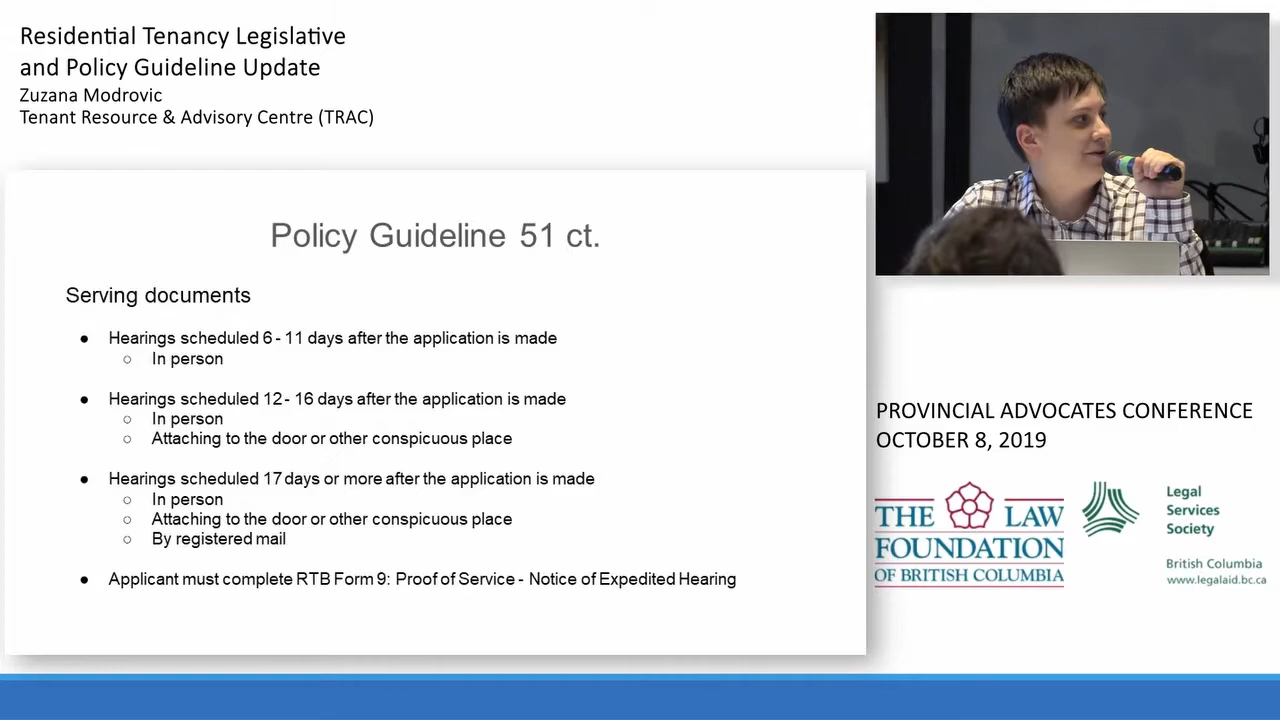 Residential Tenancy Legislative
and Policy Guideline Update
Zuzana Modrovic
Tenant Resource & Advisory Centre (TRAC)
Policy Guideline 51 ct.
Serving documents
● Hearings scheduled 6 - 11 days after the application is made
○ In person
● Hearings scheduled 12 - 16 days after the application is made
○ In person
○ Attaching to the door or other conspicuous place
● Hearings scheduled 17 days or more after the application is made
○ In person
○ Attaching to the door or other conspicuous place
○ By registered mail
● Applicant must complete RTB Form 9: Proof of Service - Notice of Expedited Hearing
PROVINCIAL ADVOCATES CONFERENCE
OCTOBER 8, 2019
THE LAW
FOUNDATION
OF BRITISH COLUMBIA
Legal
Services
Society
British Columbia
www.legalaid.bc.ca